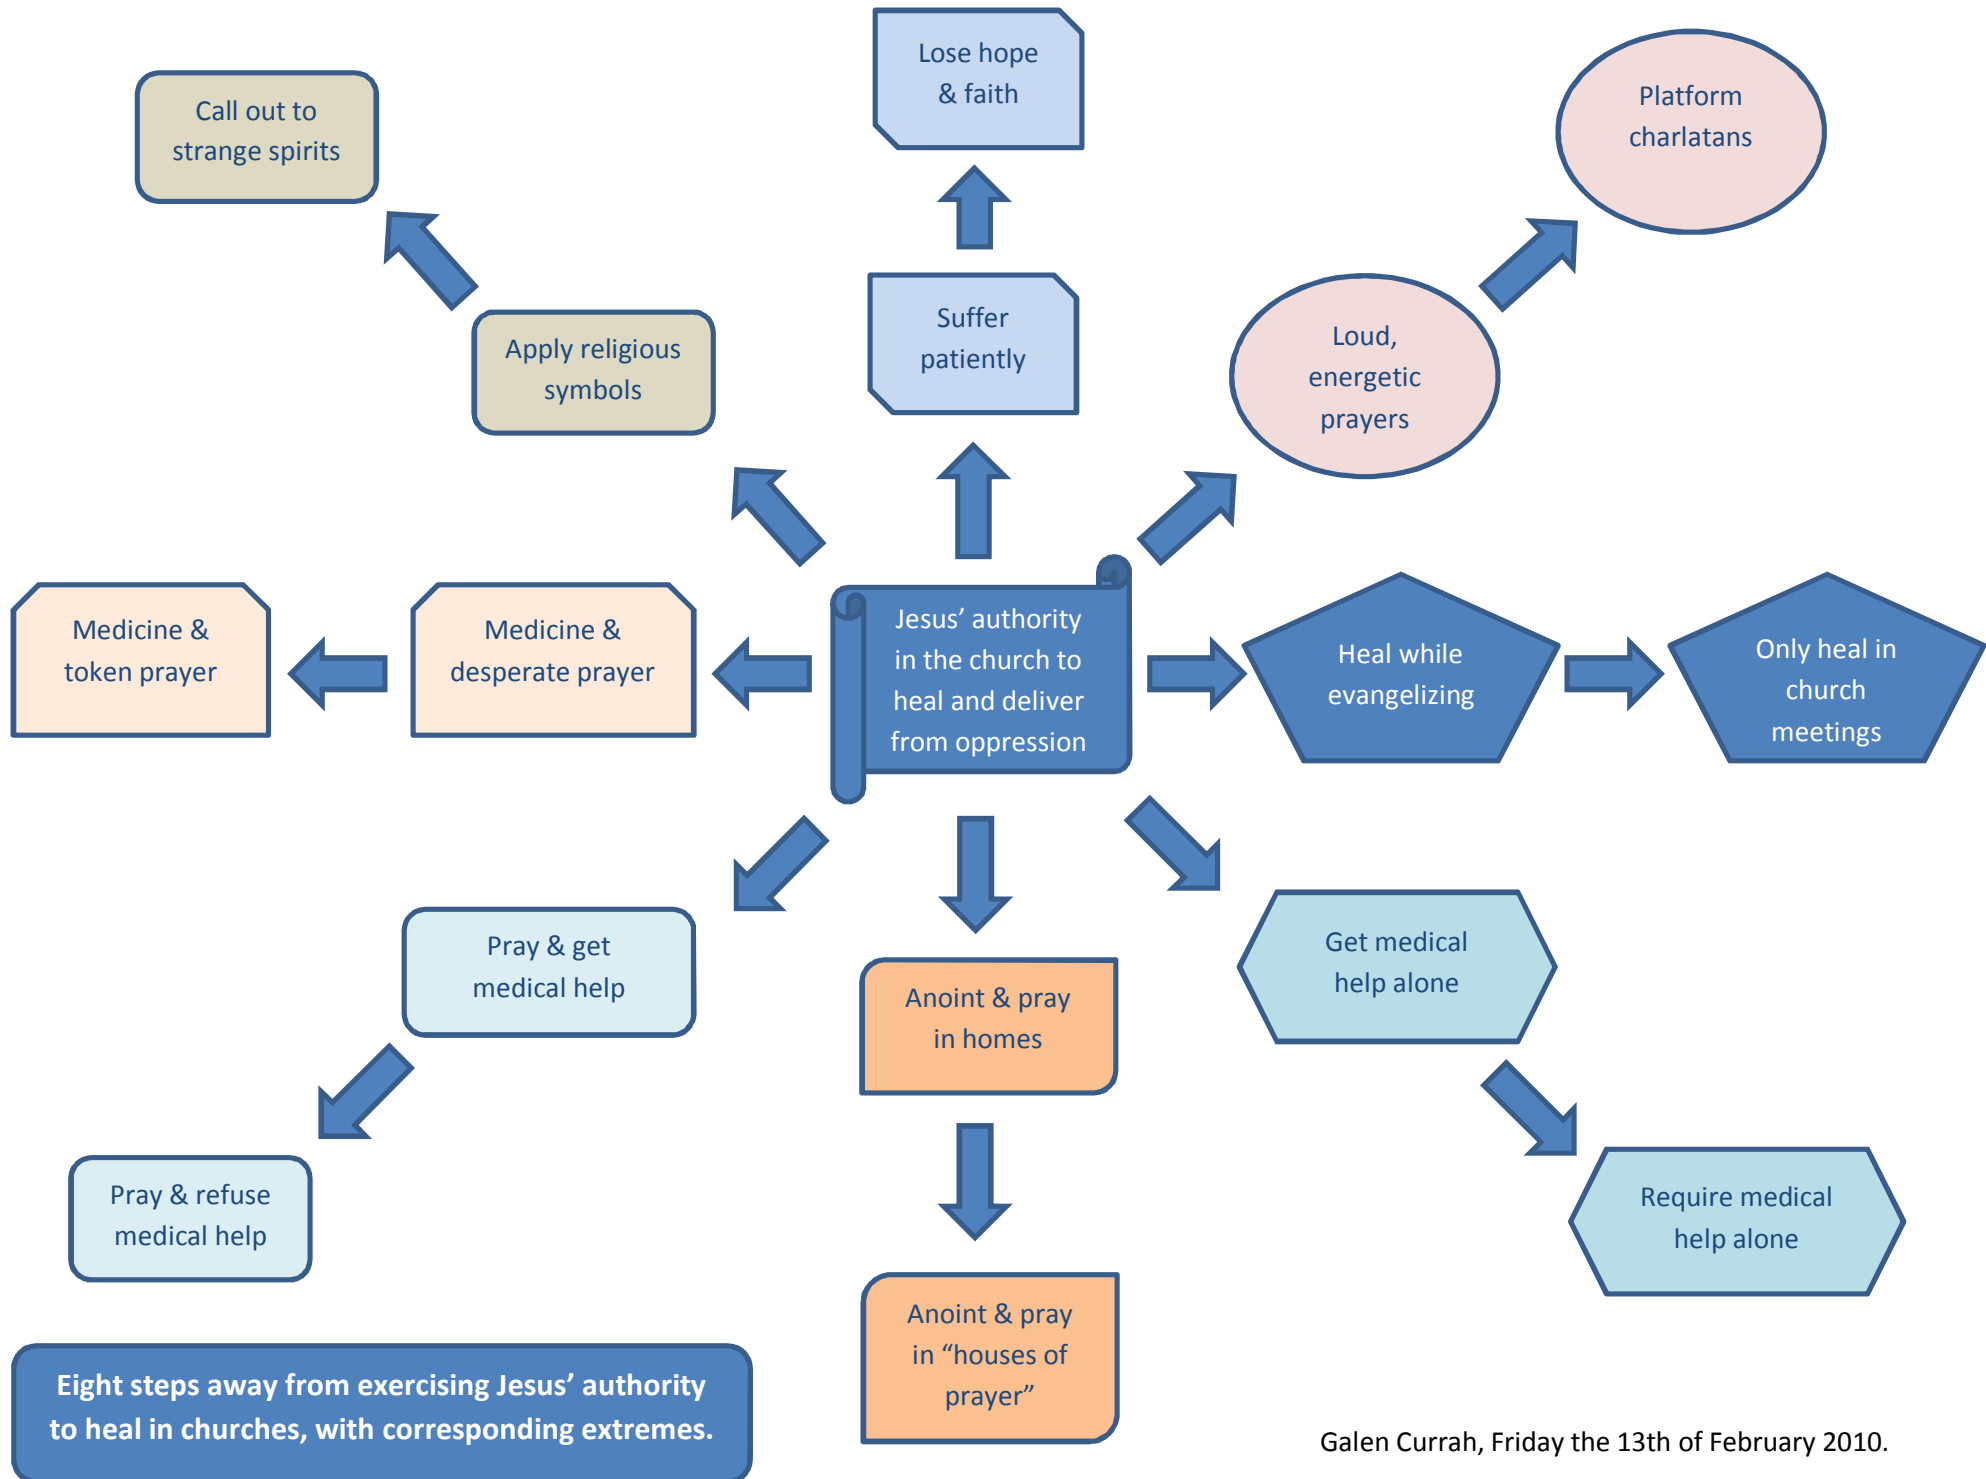 Lose hope
& faith
Platform
charlatans
Call out to
strange spirits
Suffer
patiently
Loud,
energetic
prayers
Apply religious
symbols
Medicine &
token prayer
Medicine &
desperate prayer
Jesus’ authority
in the church to
heal and deliver
from oppression
Heal while
evangelizing
Only heal in
church
meetings
Pray & get
medical help
Anoint & pray
in homes
Get medical
help alone
Pray & refuse
medical help
Require medical
help alone
Anoint & pray
in “houses of
prayer”
Eight steps away from exercising Jesus’ authority
to heal in churches, with corresponding extremes.
Galen Currah, Friday the 13th of February 2010.